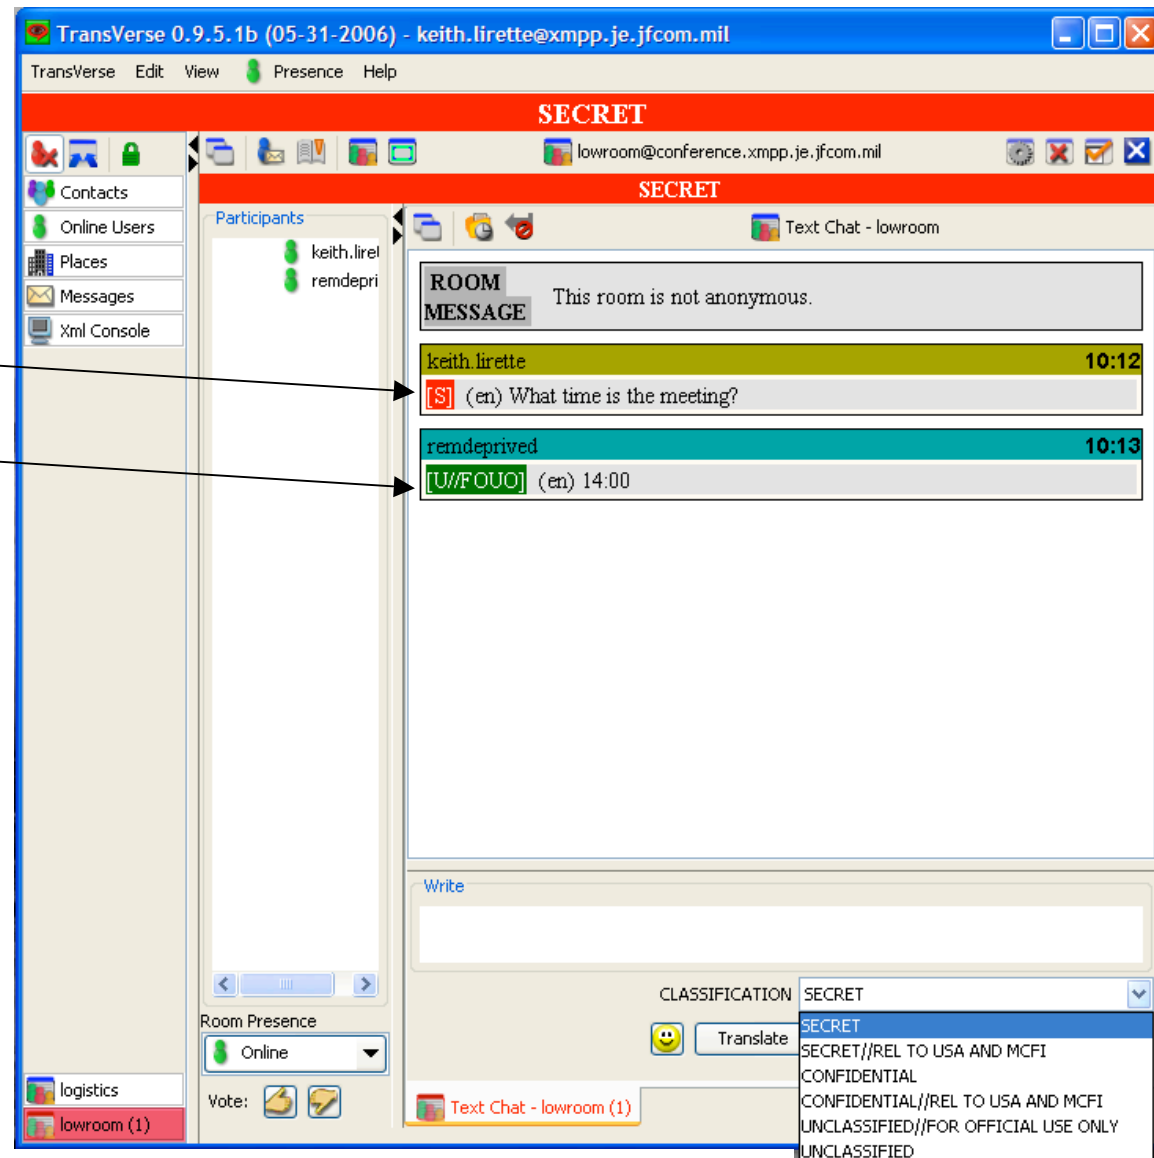 TransVerse 0.9.5.1b (05-31-2006) - keith.lirette@xmpp.je.jfcom.mil
TransVerse Edit View Presence Help
SECRET
lowroom@conference.xmpp.je.jfcom.mil
SECRET
Contacts
Online Users
Places
Messages
Xml Console
Participants
keith.liret
remdepri
Text Chat - lowroom
ROOM MESSAGE
This room is not anonymous.
keith.lirette 10:12
[S] (en) What time is the meeting?
remdeprived 10:13
[U//FOUO] (en) 14:00
Write
CLASSIFICATION SECRET
Translate
SECRET
SECRET//REL TO USA AND MCFI
CONFIDENTIAL
CONFIDENTIAL//REL TO USA AND MCFI
UNCLASSIFIED//FOR OFFICIAL USE ONLY
UNCLASSIFIED
Room Presence
Online
Vote:
Text Chat - lowroom (1)
logistics
lowroom (1)